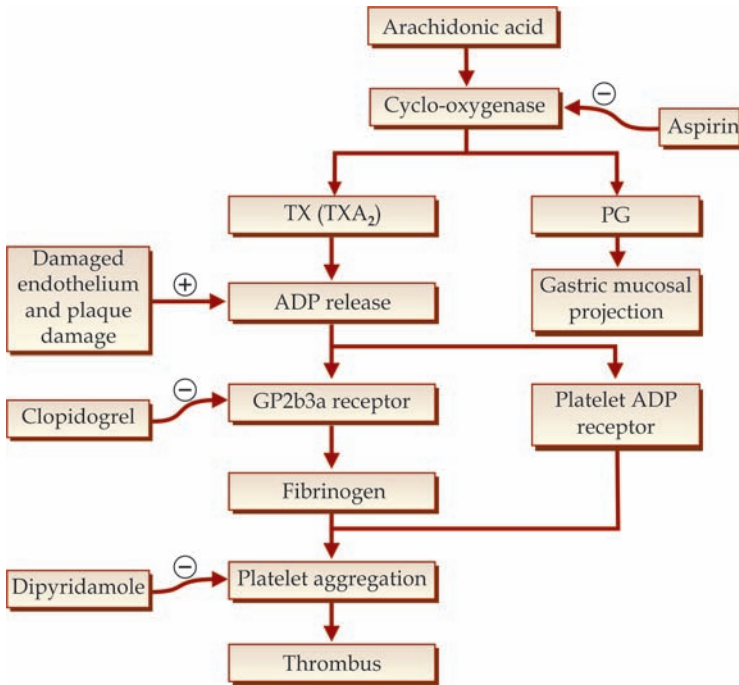 Arachidonic acid
−
Cyclo-oxygenase
Aspirin
TX (TXA₂)
PG
Damaged
endothelium
and plaque
damage
+
ADP release
Gastric mucosal
projection
−
Clopidogrel
GP2b3a receptor
Platelet ADP
receptor
Fibrinogen
−
Dipyridamole
Platelet aggregation
Thrombus